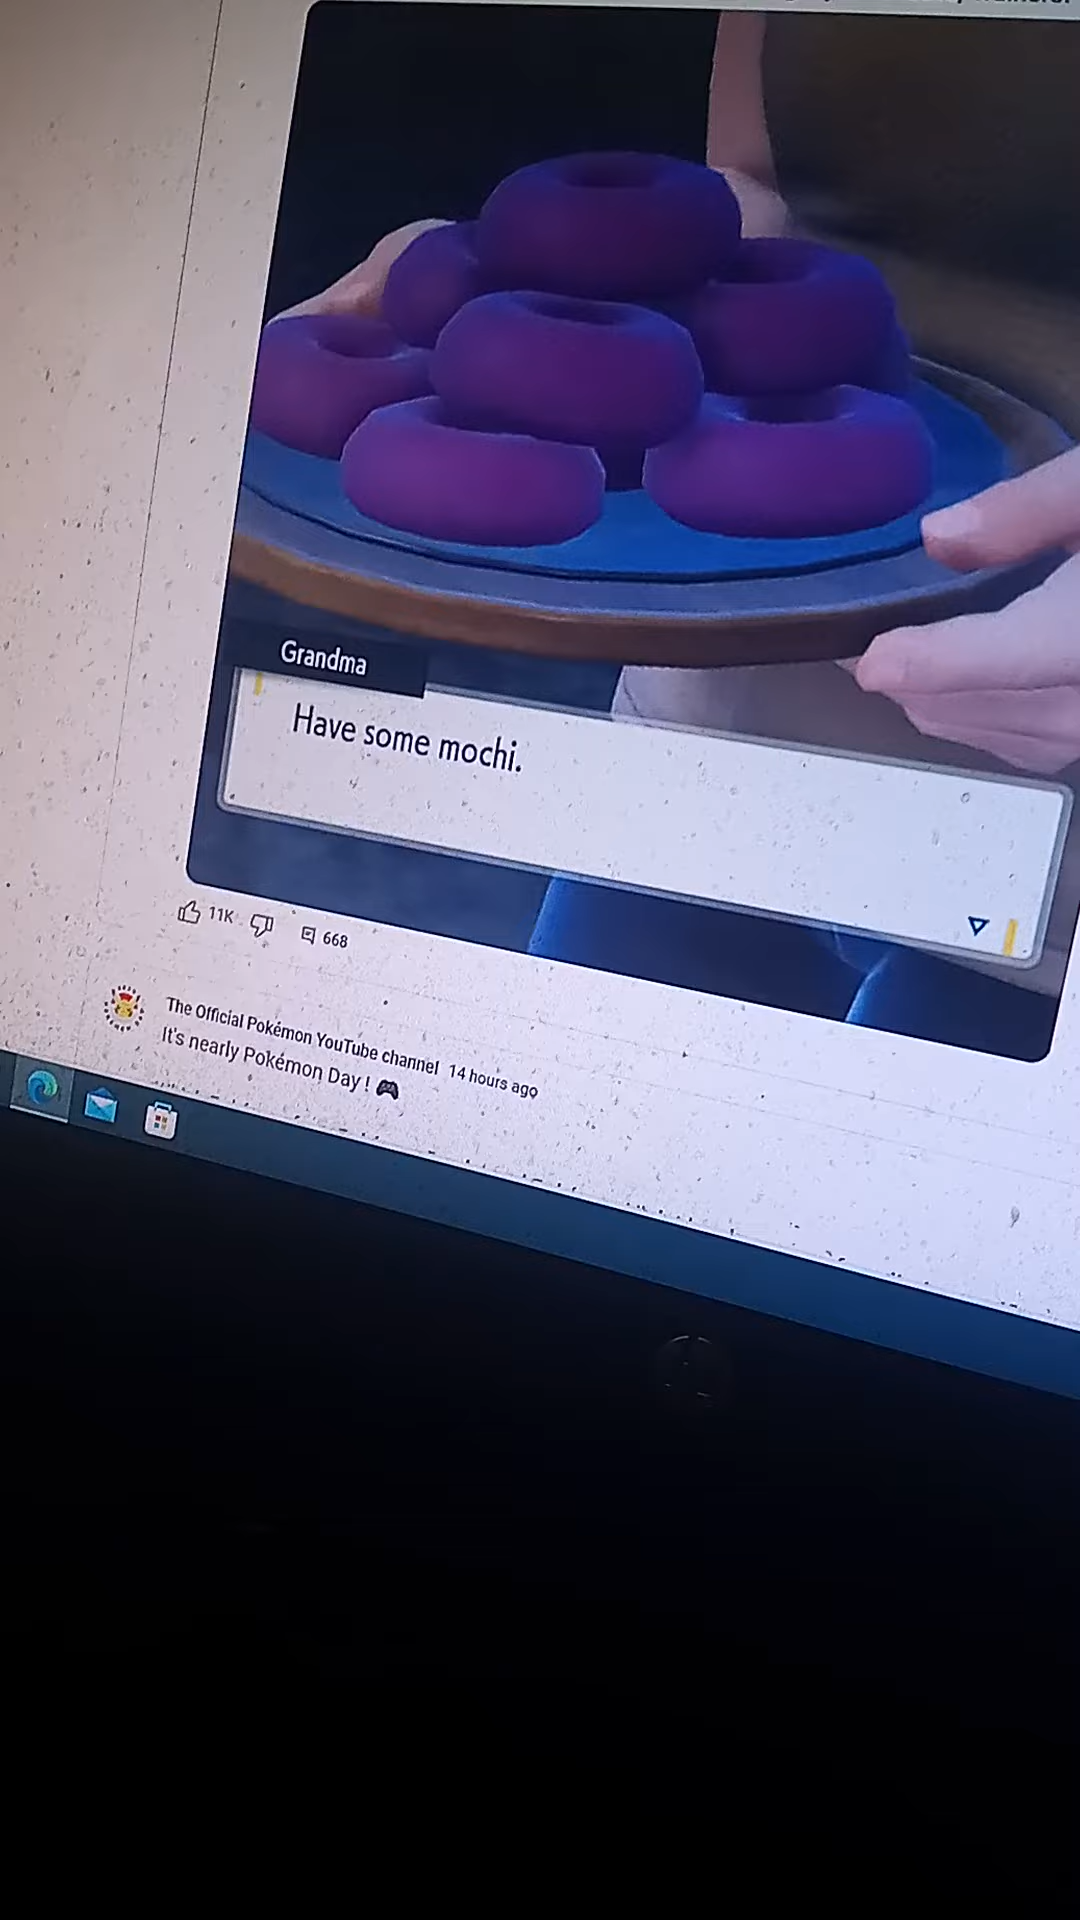 Grandma
Have some mochi.
11K
668
The Official Pokémon YouTube channel 14 hours ago
It's nearly Pokémon Day ! 🎮